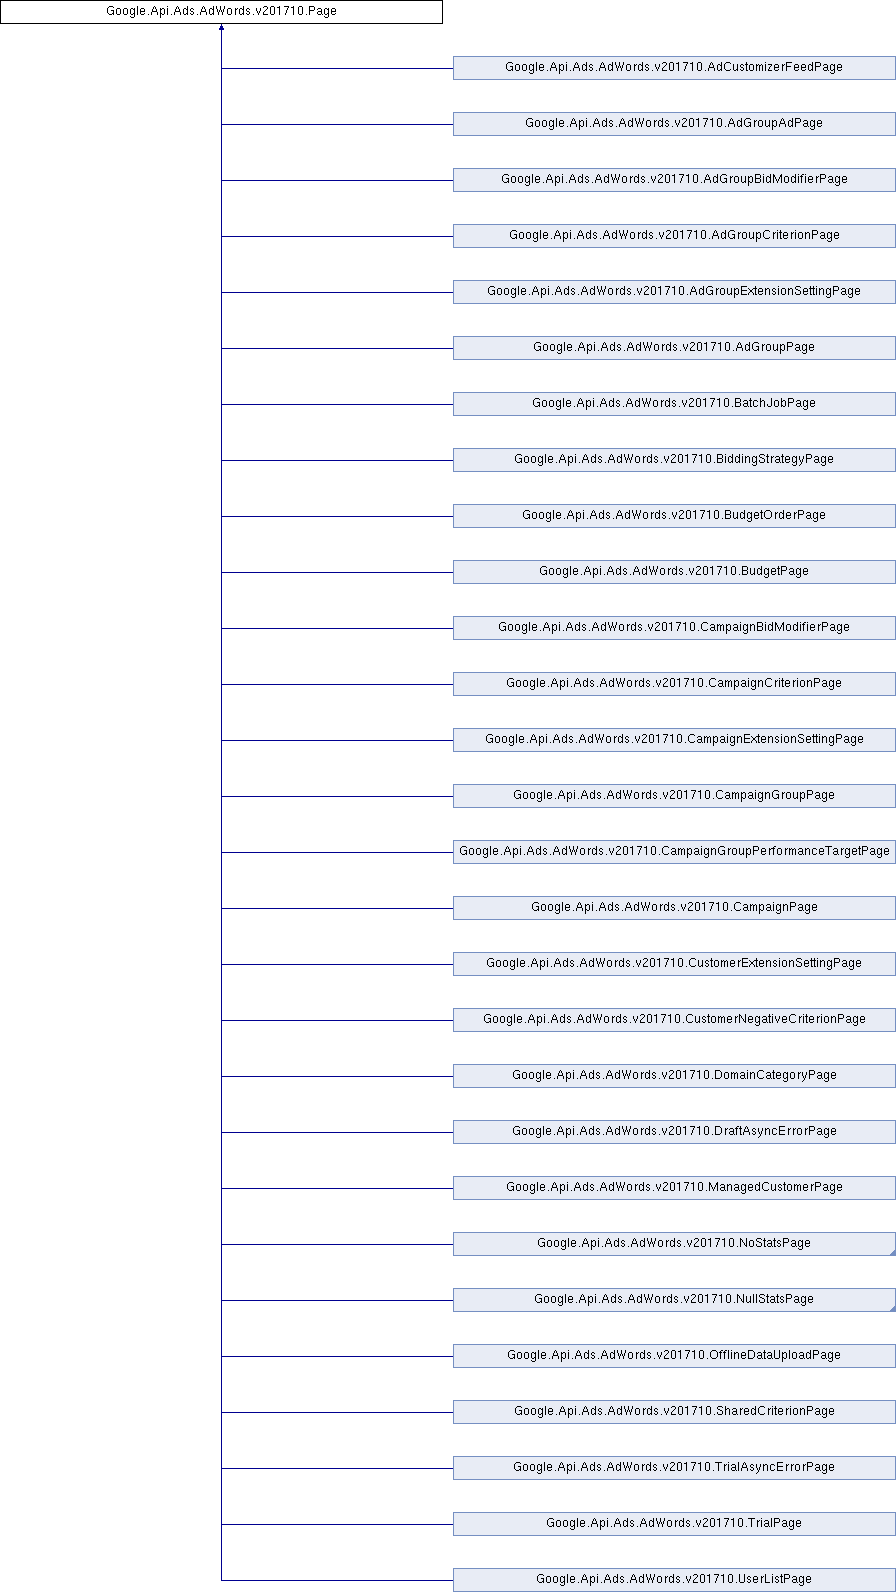 Google.Api.Ads.AdWords.v201710.Page
Google.Api.Ads.AdWords.v201710.AdCustomizerFeedPage
Google.Api.Ads.AdWords.v201710.AdGroupAdPage
Google.Api.Ads.AdWords.v201710.AdGroupBidModifierPage
Google.Api.Ads.AdWords.v201710.AdGroupCriterionPage
Google.Api.Ads.AdWords.v201710.AdGroupExtensionSettingPage
Google.Api.Ads.AdWords.v201710.AdGroupPage
Google.Api.Ads.AdWords.v201710.BatchJobPage
Google.Api.Ads.AdWords.v201710.BiddingStrategyPage
Google.Api.Ads.AdWords.v201710.BudgetOrderPage
Google.Api.Ads.AdWords.v201710.BudgetPage
Google.Api.Ads.AdWords.v201710.CampaignBidModifierPage
Google.Api.Ads.AdWords.v201710.CampaignCriterionPage
Google.Api.Ads.AdWords.v201710.CampaignExtensionSettingPage
Google.Api.Ads.AdWords.v201710.CampaignGroupPage
Google.Api.Ads.AdWords.v201710.CampaignGroupPerformanceTargetPage
Google.Api.Ads.AdWords.v201710.CampaignPage
Google.Api.Ads.AdWords.v201710.CustomerExtensionSettingPage
Google.Api.Ads.AdWords.v201710.CustomerNegativeCriterionPage
Google.Api.Ads.AdWords.v201710.DomainCategoryPage
Google.Api.Ads.AdWords.v201710.DraftAsyncErrorPage
Google.Api.Ads.AdWords.v201710.ManagedCustomerPage
Google.Api.Ads.AdWords.v201710.NoStatsPage
Google.Api.Ads.AdWords.v201710.NullStatsPage
Google.Api.Ads.AdWords.v201710.OfflineDataUploadPage
Google.Api.Ads.AdWords.v201710.SharedCriterionPage
Google.Api.Ads.AdWords.v201710.TrialAsyncErrorPage
Google.Api.Ads.AdWords.v201710.TrialPage
Google.Api.Ads.AdWords.v201710.UserListPage